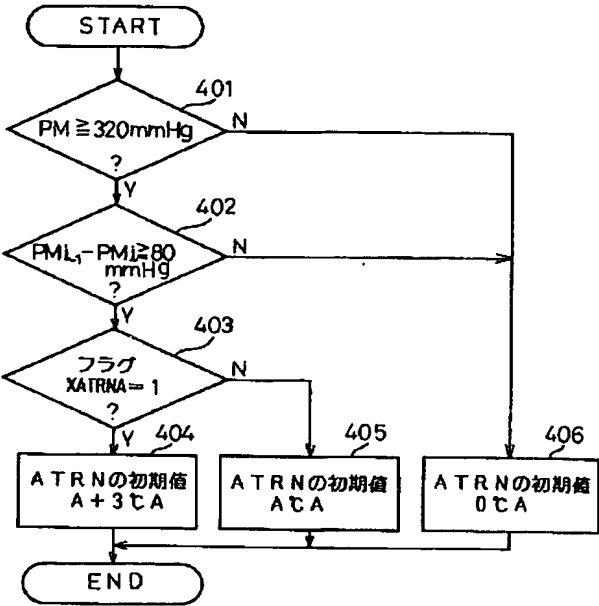 START
401
PM≧320mmHg
?
N
Y
402
PMi-1-PMi≧80
mmHg
?
N
Y
403
フラグ
XATRNA=1
?
N
Y
404
ATRNの初期値
A+3℃A
405
ATRNの初期値
A℃A
406
ATRNの初期値
0℃A
END